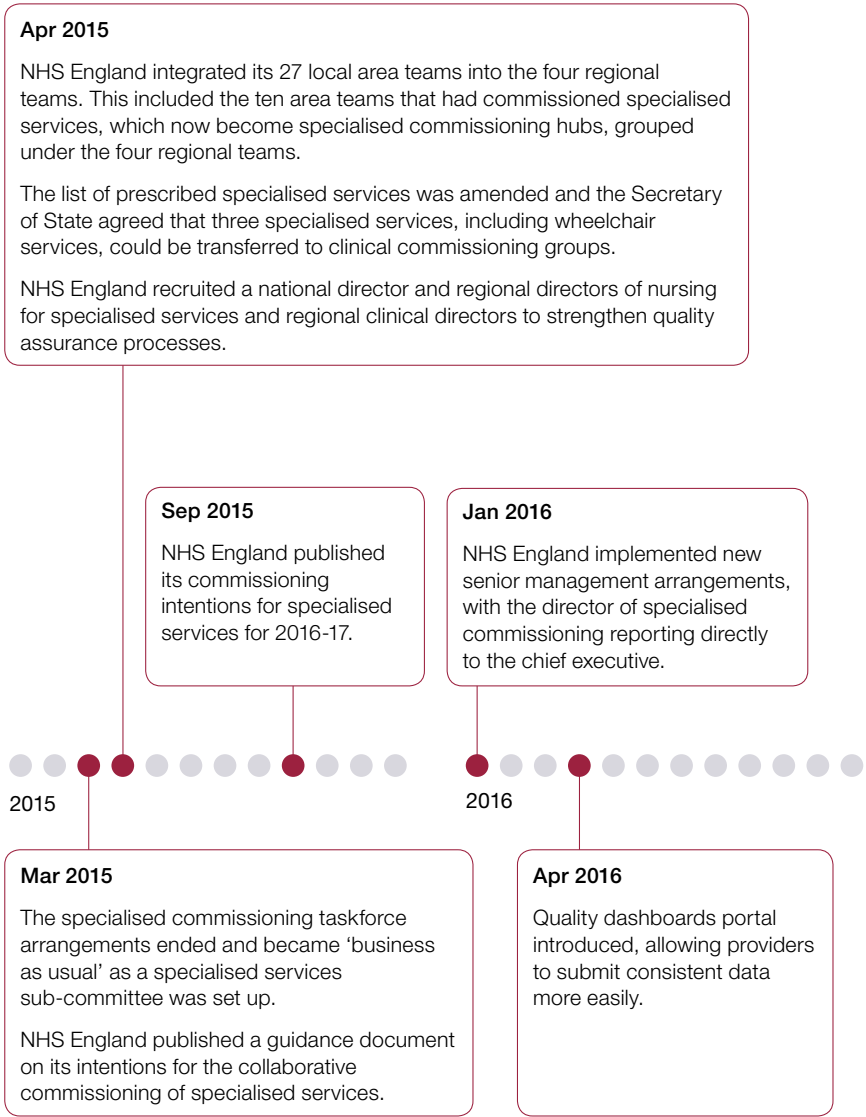 Apr 2015
NHS England integrated its 27 local area teams into the four regional
teams. This included the ten area teams that had commissioned specialised
services, which now become specialised commissioning hubs, grouped
under the four regional teams.
The list of prescribed specialised services was amended and the Secretary
of State agreed that three specialised services, including wheelchair
services, could be transferred to clinical commissioning groups.
NHS England recruited a national director and regional directors of nursing
for specialised services and regional clinical directors to strengthen quality
assurance processes.
Sep 2015
NHS England published
its commissioning
intentions for specialised
services for 2016-17.
Jan 2016
NHS England implemented new
senior management arrangements,
with the director of specialised
commissioning reporting directly
to the chief executive.
2015
2016
Mar 2015
The specialised commissioning taskforce
arrangements ended and became ‘business
as usual’ as a specialised services
sub-committee was set up.
NHS England published a guidance document
on its intentions for the collaborative
commissioning of specialised services.
Apr 2016
Quality dashboards portal
introduced, allowing providers
to submit consistent data
more easily.